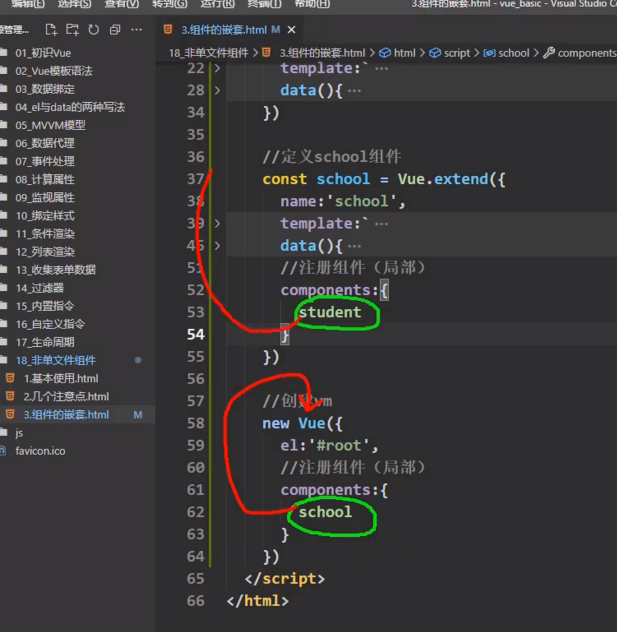 编辑(E) 选择(S) 查看(V) 转到(G) 运行(R) 终端(T) 帮助(H) 3.组件的嵌套.html - vue_basic - Visual Studio
管理...
3.组件的嵌套.html M
18_非单文件组件 > 3.组件的嵌套.html > html > script > school > components
01_初识Vue
02_Vue模板语法
03_数据绑定
04_el与data的两种写法
05_MVVM模型
06_数据代理
07_事件处理
08_计算属性
09_监视属性
10_绑定样式
11_条件渲染
12_列表渲染
13_收集表单数据
14_过滤器
15_内置指令
16_自定义指令
17_生命周期
18_非单文件组件
1.基本使用.html
2.几个注意点.html
3.组件的嵌套.html M
js
favicon.ico
22 > template:` ···
28 > data(){ ···
34 })
35
36 //定义school组件
37 const school = Vue.extend({
38 name:'school',
39 > template:` ···
45 > data(){ ···
51 //注册组件（局部）
52 components:{
53 student
54 }
55 })
56
57 //创建vm
58 new Vue({
59 el:'#root',
60 //注册组件（局部）
61 components:{
62 school
63 }
64 })
65 </script>
66 </html>